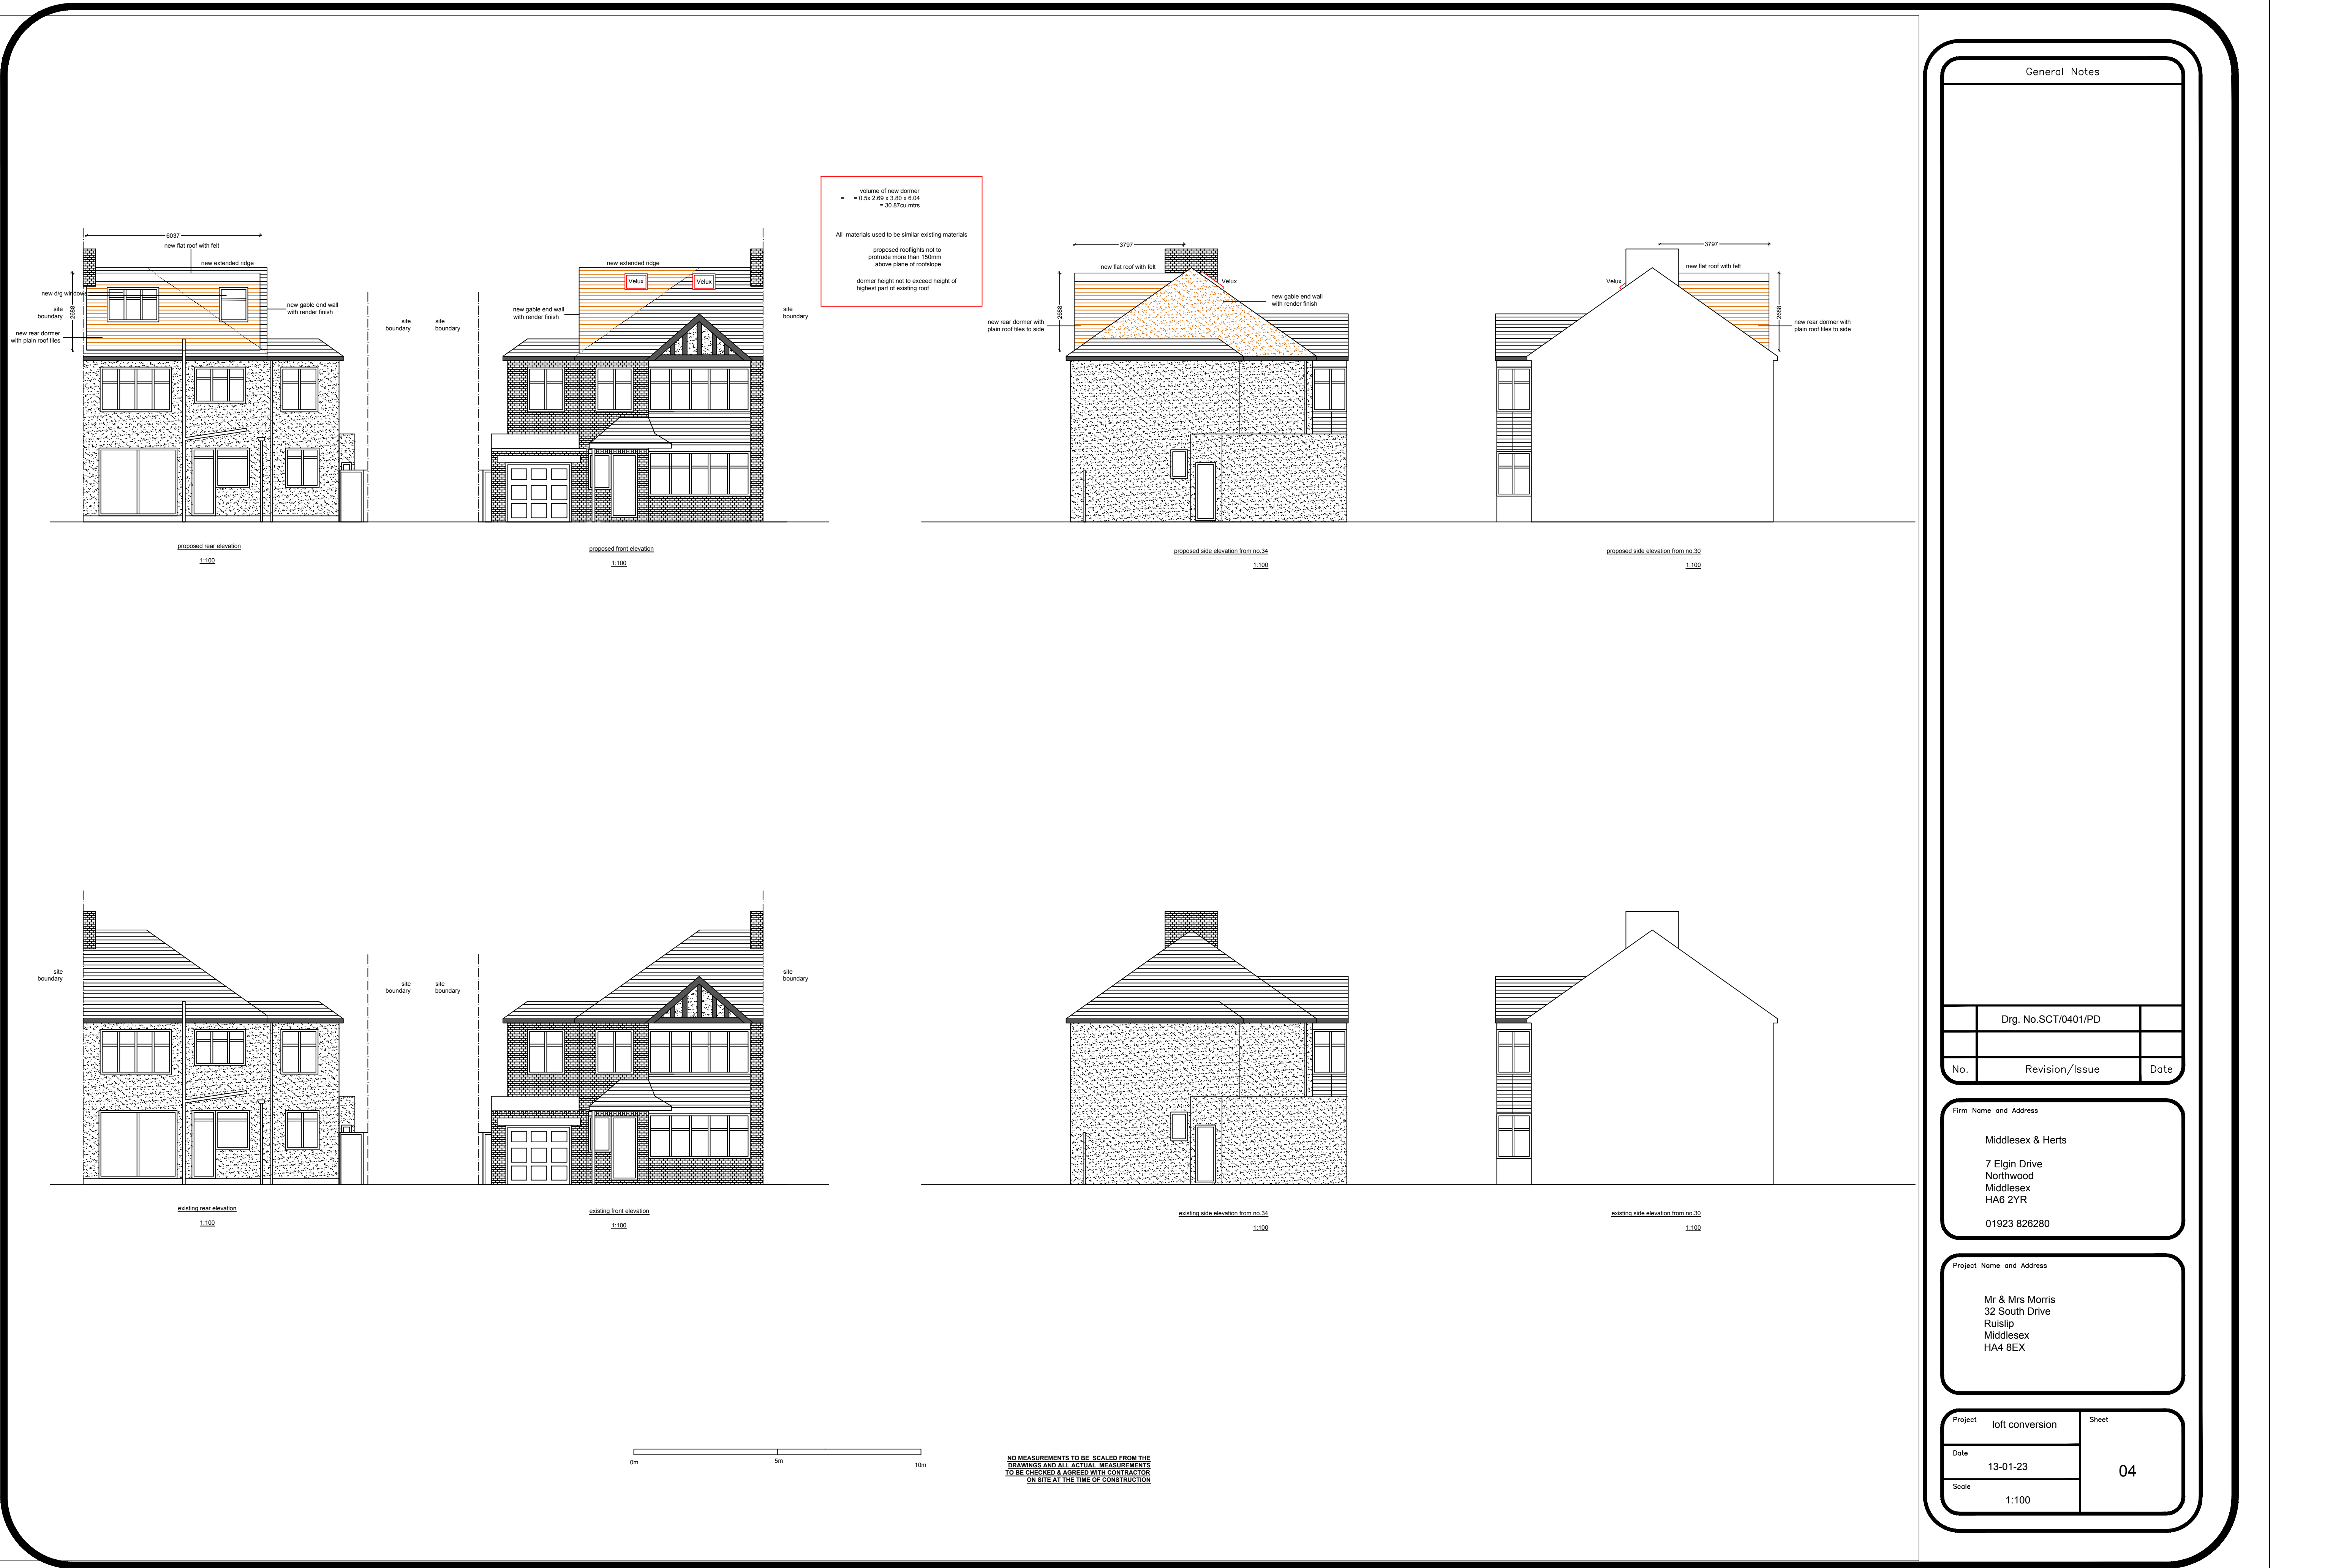 General Notes
volume of new dormer
= = 0.5x 2.69 x 3.80 x 6.04
= 30.87cu.mtrs
All materials used to be similar existing materials
proposed rooflights not to
protrude more than 150mm
above plane of roofslope
dormer height not to exceed height of
highest part of existing roof
6037
new flat roof with felt
new extended ridge
new d/g windows
site
boundary
2688
new rear dormer
with plain roof tiles
new gable end wall
with render finish
site
boundary
proposed rear elevation
1:100
site
boundary
new extended ridge
Velux
Velux
new gable end wall
with render finish
site
boundary
proposed front elevation
1:100
3797
new flat roof with felt
Velux
new gable end wall
with render finish
2688
new rear dormer with
plain roof tiles to side
proposed side elevation from no.34
1:100
3797
new flat roof with felt
Velux
2688
new rear dormer with
plain roof tiles to side
proposed side elevation from no.30
1:100
site
boundary
site
boundary
existing rear elevation
1:100
site
boundary
site
boundary
existing front elevation
1:100
existing side elevation from no.34
1:100
existing side elevation from no.30
1:100
0m
5m
10m
NO MEASUREMENTS TO BE SCALED FROM THE
DRAWINGS AND ALL ACTUAL MEASUREMENTS
TO BE CHECKED & AGREED WITH CONTRACTOR
ON SITE AT THE TIME OF CONSTRUCTION
Drg. No.SCT/0401/PD
No. Revision/Issue Date
Firm Name and Address
Middlesex & Herts
7 Elgin Drive
Northwood
Middlesex
HA6 2YR
01923 826280
Project Name and Address
Mr & Mrs Morris
32 South Drive
Ruislip
Middlesex
HA4 8EX
Project loft conversion
Sheet
04
Date
13-01-23
Scale
1:100